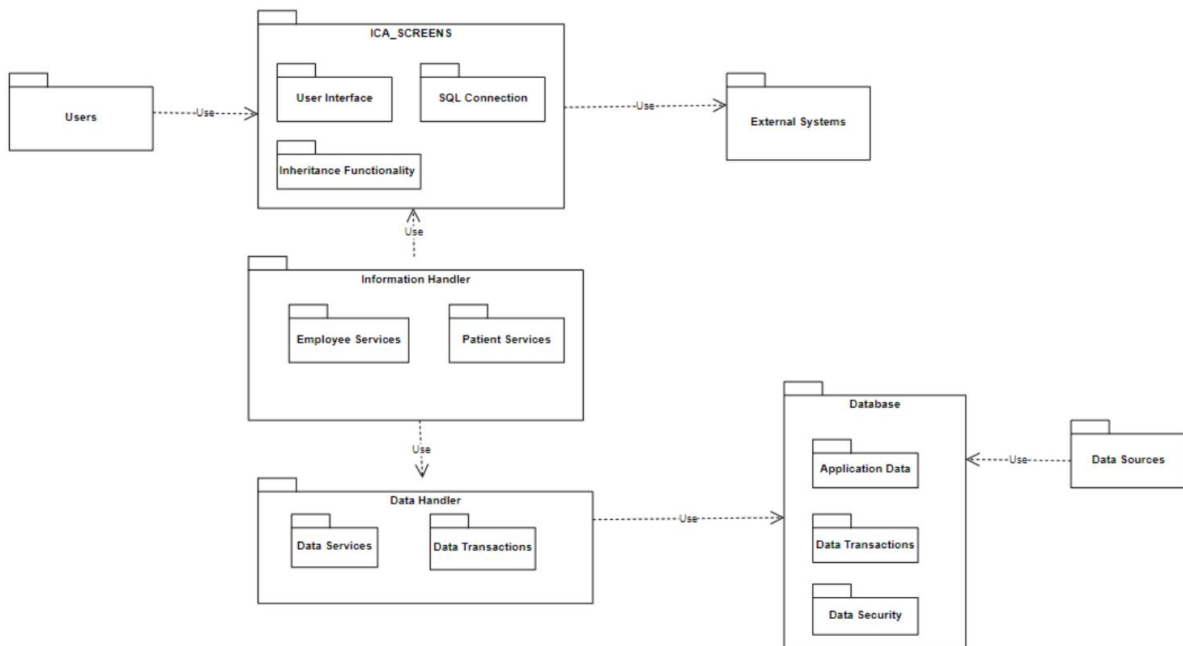 ICA_SCREENS
User Interface
SQL Connection
Users
Use
Use
External Systems
Inheritance Functionality
Use
Information Handler
Employee Services
Patient Services
Use
Database
Application Data
Use
Data Sources
Data Handler
Use
Data Services
Data Transactions
Data Transactions
Data Security